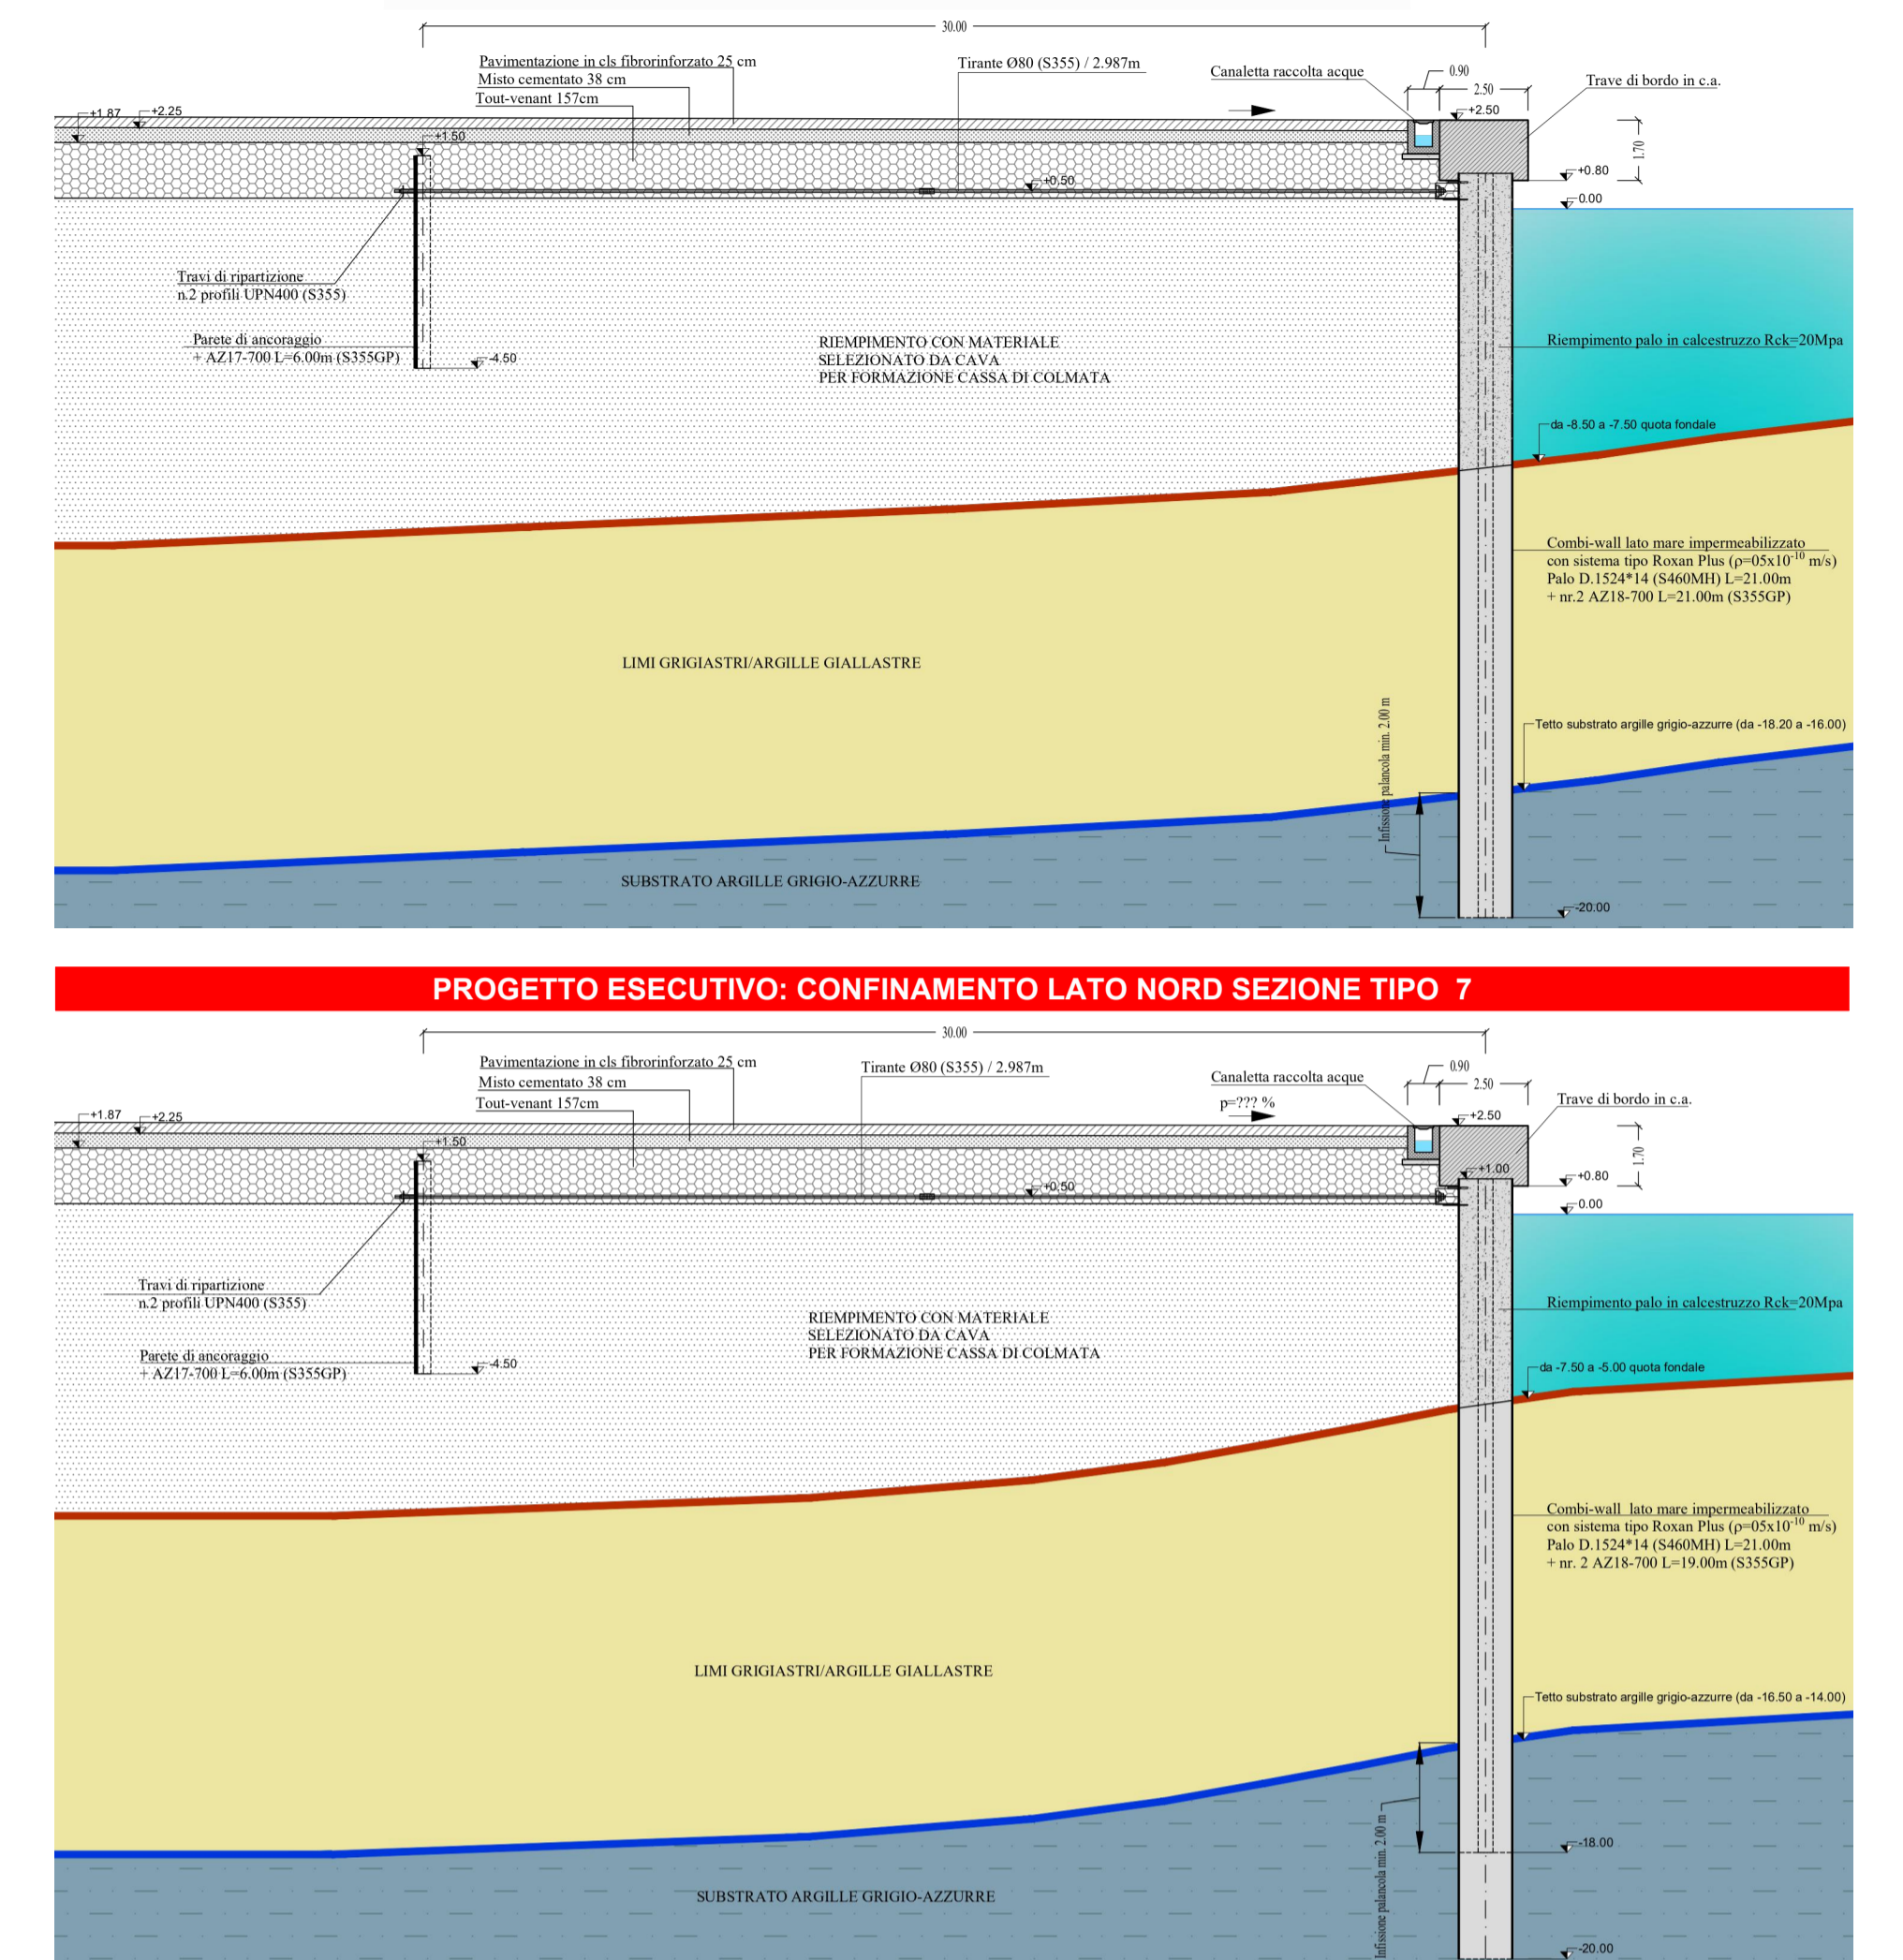 30.00
Pavimentazione in cls fibrorinforzato 25 cm
Misto cementato 38 cm
Tout-venant 157cm
Tirante Ø80 (S355) / 2.987m
Canaletta raccolta acque
0.90
2.50
Trave di bordo in c.a.
+1.87
+2.25
+2.50
+1.50
1.70
+0.80
+0.50
0.00
Travi di ripartizione
n.2 profili UPN400 (S355)
Parete di ancoraggio
+ AZ17-700 L=6.00m (S355GP)
-4.50
RIEMPIMENTO CON MATERIALE
SELEZIONATO DA CAVA
PER FORMAZIONE CASSA DI COLMATA
Riempimento palo in calcestruzzo Rck=20Mpa
da -8.50 a -7.50 quota fondale
Combi-wall lato mare impermeabilizzato
con sistema tipo Roxan Plus (ρ=05x10⁻¹⁰ m/s)
Palo D.1524*14 (S460MH) L=21.00m
+ nr.2 AZ18-700 L=21.00m (S355GP)
LIMI GRIGIASTRI/ARGILLE GIALLASTRE
Infissione palancola min. 2.00 m
Tetto substrato argille grigio-azzurre (da -18.20 a -16.00)
SUBSTRATO ARGILLE GRIGIO-AZZURRE
-20.00
PROGETTO ESECUTIVO: CONFINAMENTO LATO NORD SEZIONE TIPO 7
30.00
Pavimentazione in cls fibrorinforzato 25 cm
Misto cementato 38 cm
Tout-venant 157cm
Tirante Ø80 (S355) / 2.987m
Canaletta raccolta acque
p=??? %
0.90
2.50
Trave di bordo in c.a.
+1.87
+2.25
+2.50
+1.50
1.70
+1.00
+0.80
+0.50
0.00
Travi di ripartizione
n.2 profili UPN400 (S355)
Parete di ancoraggio
+ AZ17-700 L=6.00m (S355GP)
-4.50
RIEMPIMENTO CON MATERIALE
SELEZIONATO DA CAVA
PER FORMAZIONE CASSA DI COLMATA
Riempimento palo in calcestruzzo Rck=20Mpa
da -7.50 a -5.00 quota fondale
Combi-wall lato mare impermeabilizzato
con sistema tipo Roxan Plus (ρ=05x10⁻¹⁰ m/s)
Palo D.1524*14 (S460MH) L=21.00m
+ nr. 2 AZ18-700 L=19.00m (S355GP)
LIMI GRIGIASTRI/ARGILLE GIALLASTRE
Tetto substrato argille grigio-azzurre (da -16.50 a -14.00)
Infissione palancola min. 2.00 m
-18.00
SUBSTRATO ARGILLE GRIGIO-AZZURRE
-20.00